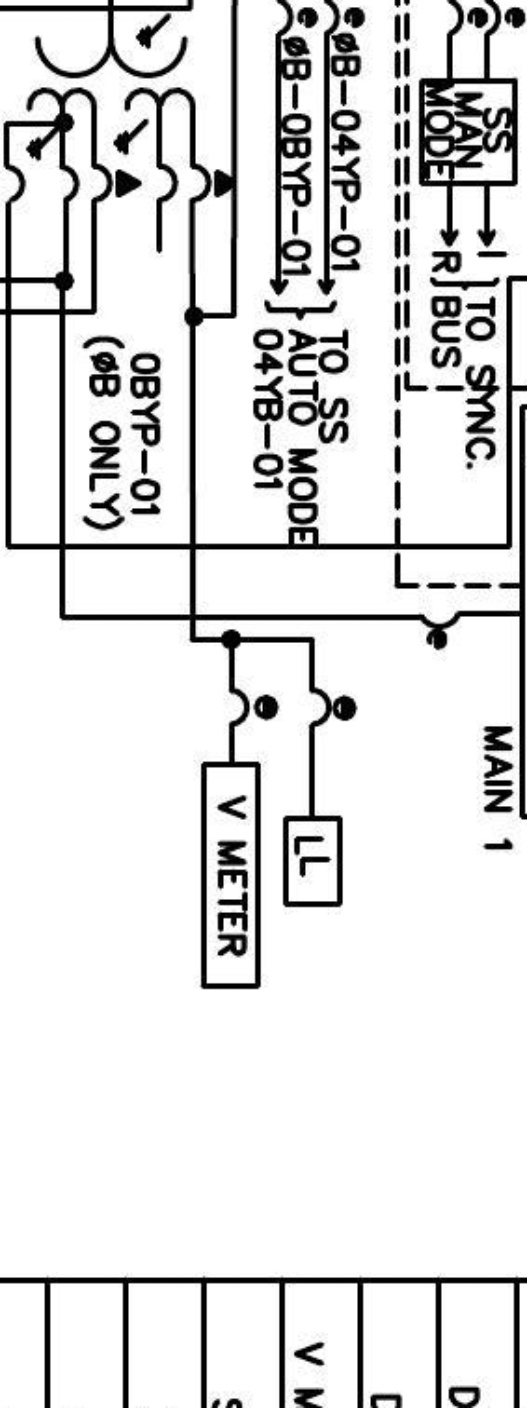 e
e
e
e
SS
MAN
MODE
I
R
TO SYNC.
BUS
ØB-04YP-01
ØB-0BYP-01
TO SS
AUTO MODE
04YB-01
0BYP-01
(ØB ONLY)
e
MAIN 1
e
e
LL
V METER
V M
S
D
D